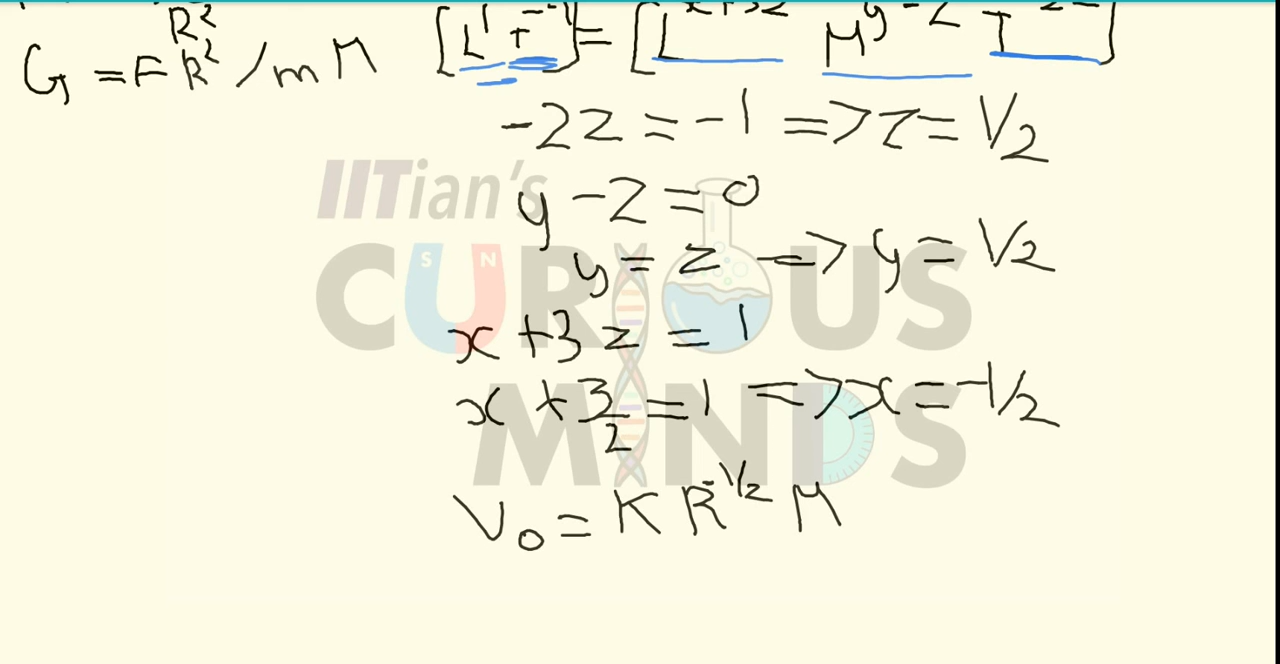 R²
G = F R² / m M [L¹ T⁻¹] = [L^x+3z M^y-z T^-2z]
-2z = -1 => z = 1/2
y - z = 0
y = z => y = 1/2
x + 3z = 1
x + 3/2 = 1 => x = -1/2
V₀ = K R^-1/2 M
IITian's
CURIOUS
S N
MINDS